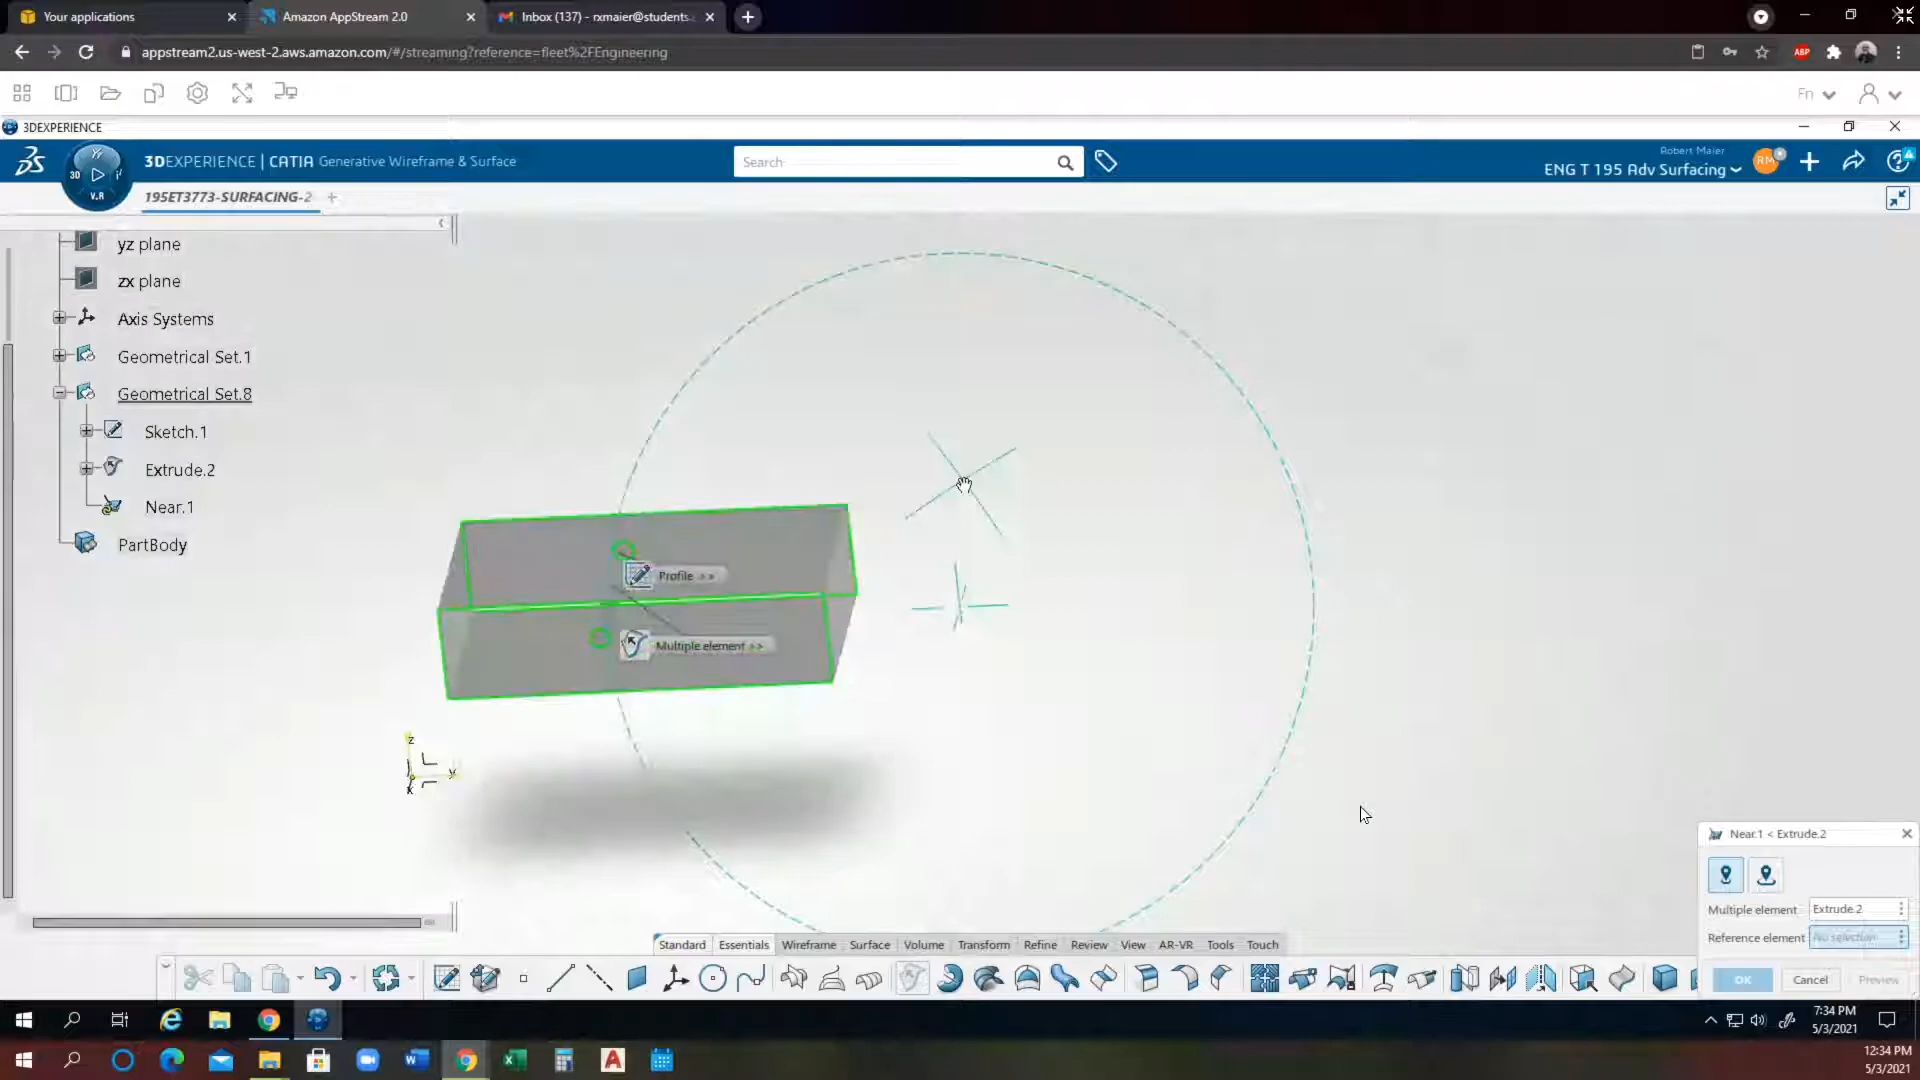 Your applications
Amazon AppStream 2.0
Inbox (137) - rxmaier@students.
appstream2.us-west-2.aws.amazon.com/#/streaming?reference=fleet%2FEngineering
ABP
Fn
3DEXPERIENCE
3DEXPERIENCE | CATIA Generative Wireframe & Surface
3D
V.R
Search
Robert Maier
ENG T 195 Adv Surfacing
RM
195ET3773-SURFACING-2
yz plane
zx plane
Axis Systems
Geometrical Set.1
Geometrical Set.8
Sketch.1
Extrude.2
Near.1
PartBody
Profile >>
Multiple element >>
z
y
x
Near.1 < Extrude.2
Multiple element
Extrude.2
Reference element
No selection
OK
Cancel
Preview
Standard
Essentials
Wireframe
Surface
Volume
Transform
Refine
Review
View
AR-VR
Tools
Touch
7:34 PM
5/3/2021
12:34 PM
5/3/2021